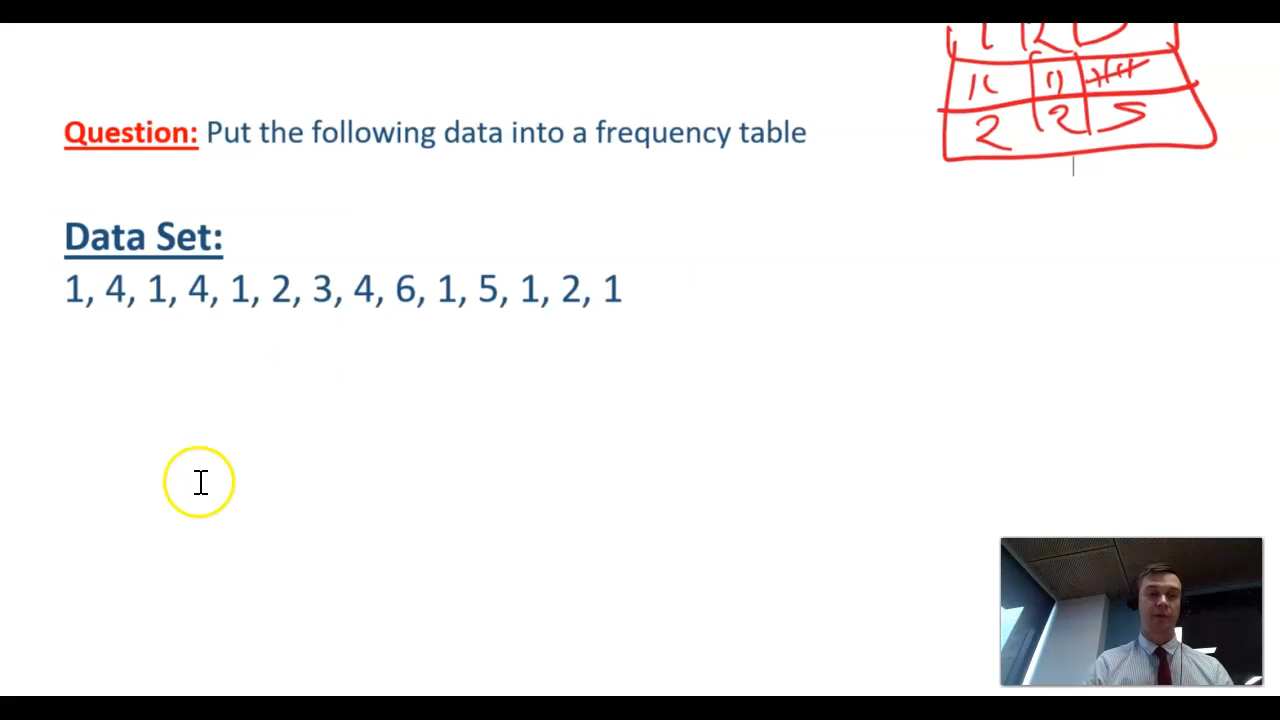 Question: Put the following data into a frequency table
Data Set:
1, 4, 1, 4, 1, 2, 3, 4, 6, 1, 5, 1, 2, 1
2 2 5